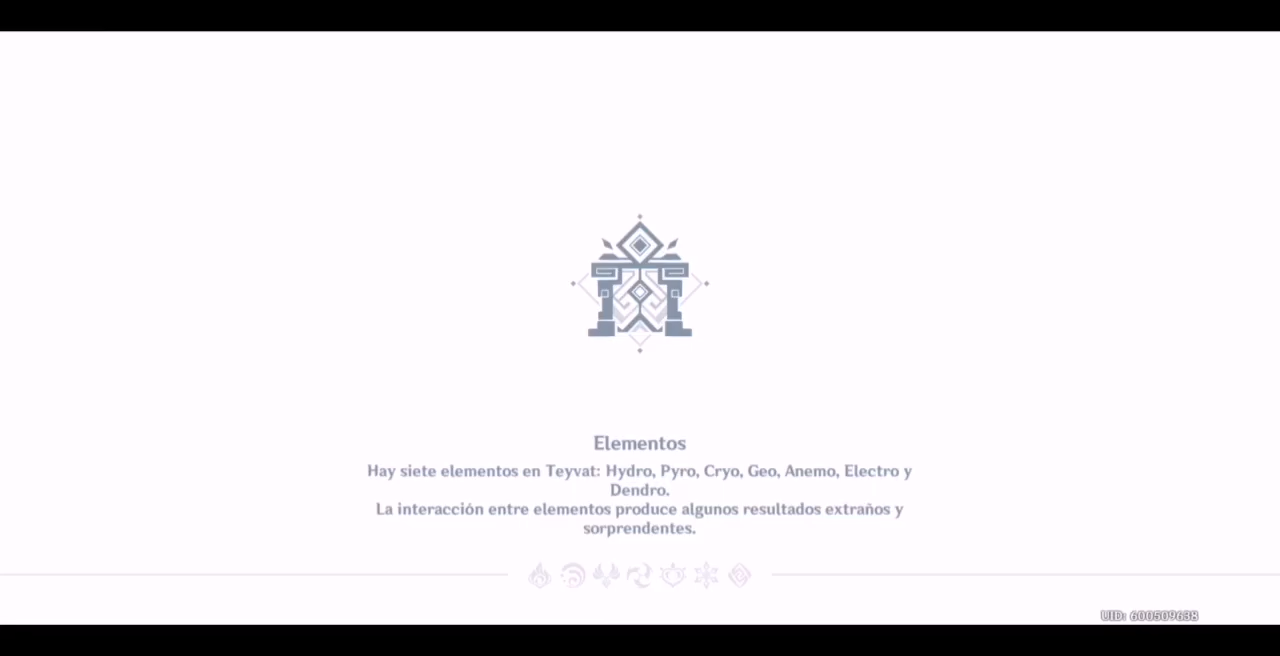 Elementos
Hay siete elementos en Teyvat: Hydro, Pyro, Cryo, Geo, Anemo, Electro y
Dendro.
La interacción entre elementos produce algunos resultados extraños y
sorprendentes.
UID: 600509638